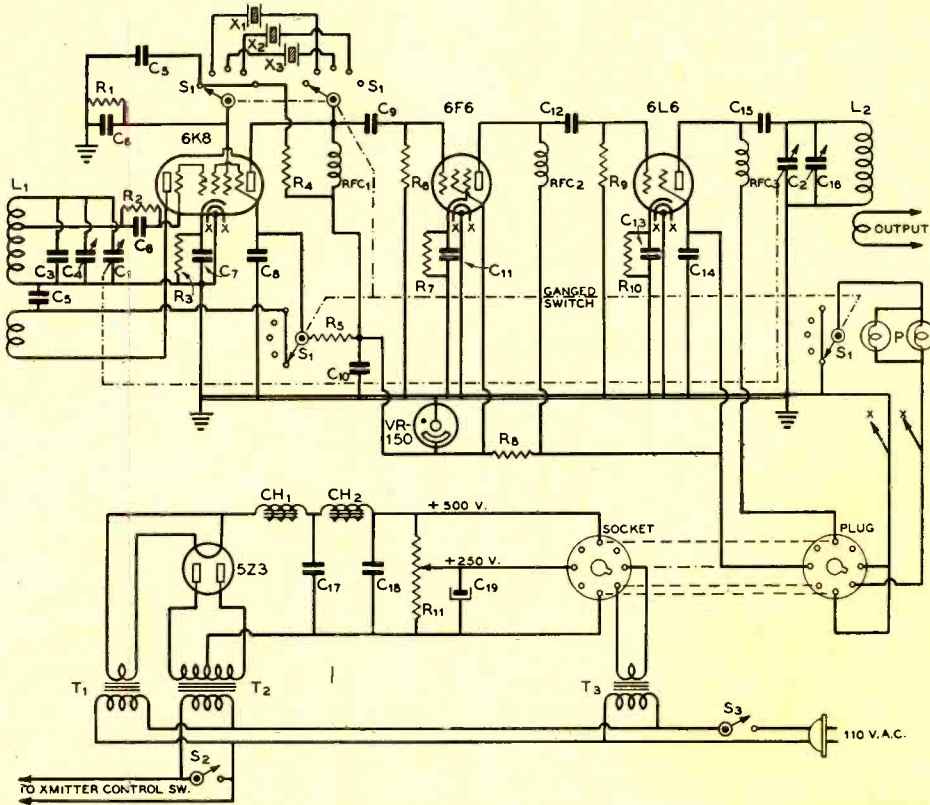 X1
X2
X3
C5
R1
C6
S1
S1
S1
6K8
C9
6F6
C12
6L6
C15
L2
R4
RFC1
R6
RFC2
R9
RFC3
C2
C16
L1
R2
C6
X X
X X
X X
C3
C4
C1
R3
C7
C8
R7
C11
C13
R10
C14
OUTPUT
C5
GANGED
SWITCH
R5
S1
C10
S1
P
VR-
150
R8
X
X
CH1
CH2
+500 V.
SOCKET
PLUG
5Z3
+250 V.
C17
C18
R11
C19
T1
T2
T3
S3
110 V.A.C.
S2
TO XMITTER CONTROL SW.